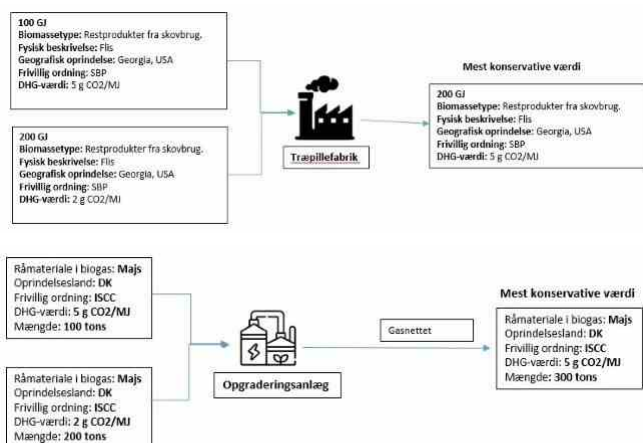 100 GJ
Biomassetype: Restprodukter fra skovbrug.
Fysisk beskrivelse: Flis
Geografisk oprindelse: Georgia, USA
Frivillig ordning: SBP
DHG-værdi: 5 g CO2/MJ
200 GJ
Biomassetype: Restprodukter fra skovbrug.
Fysisk beskrivelse: Flis
Geografisk oprindelse: Georgia, USA
Frivillig ordning: SBP
DHG-værdi: 2 g CO2/MJ
Træpillefabrik
Mest konservative værdi
200 GJ
Biomassetype: Restprodukter fra skovbrug.
Fysisk beskrivelse: Flis
Geografisk oprindelse: Georgia, USA
Frivillig ordning: SBP
DHG-værdi: 5 g CO2/MJ
Råmateriale i biogas: Majs
Oprindelsesland: DK
Frivillig ordning: ISCC
DHG-værdi: 5 g CO2/MJ
Mængde: 100 tons
Råmateriale i biogas: Majs
Oprindelsesland: DK
Frivillig ordning: ISCC
DHG-værdi: 2 g CO2/MJ
Mængde: 200 tons
Opgraderingsanlæg
Gasnettet
Mest konservative værdi
Råmateriale i biogas: Majs
Oprindelsesland: DK
Frivillig ordning: ISCC
DHG-værdi: 5 g CO2/MJ
Mængde: 300 tons